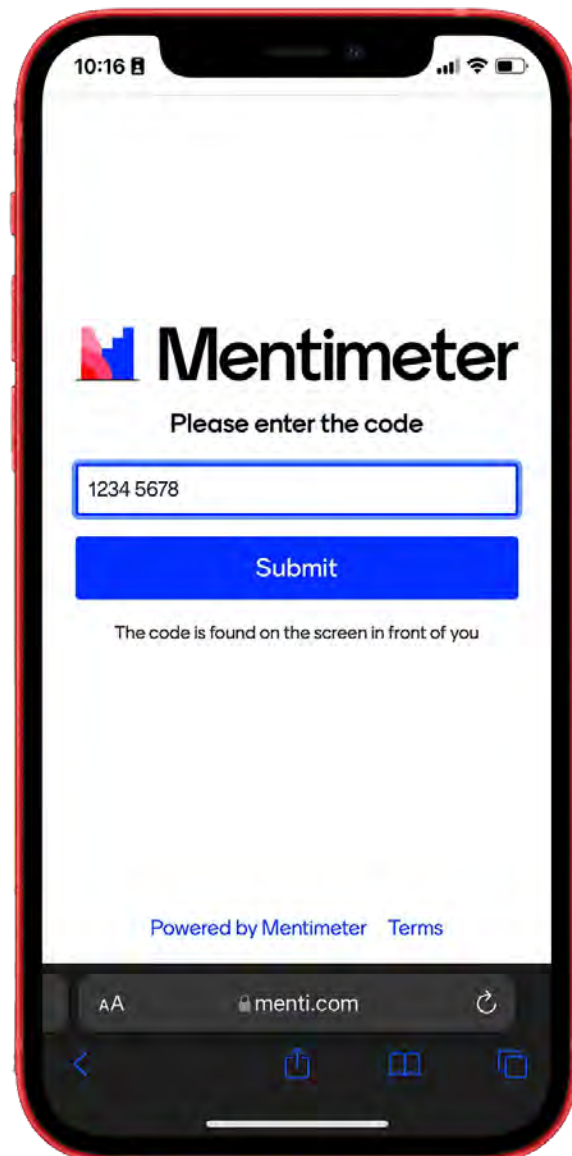 10:16
Mentimeter
Please enter the code
1234 5678
Submit
The code is found on the screen in front of you
Powered by Mentimeter Terms
AA menti.com